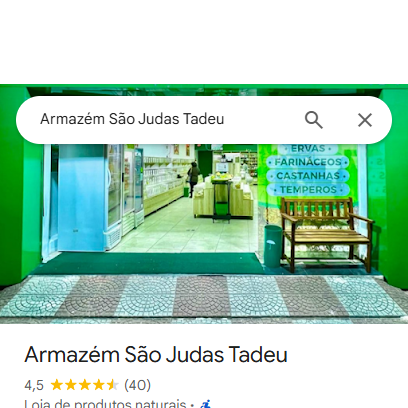 Armazém São Judas Tadeu
ERVAS
FARINÁCEOS
CASTANHAS
TEMPEROS
Armazém São Judas Tadeu
4,5 (40)
Loja de produtos naturais ·